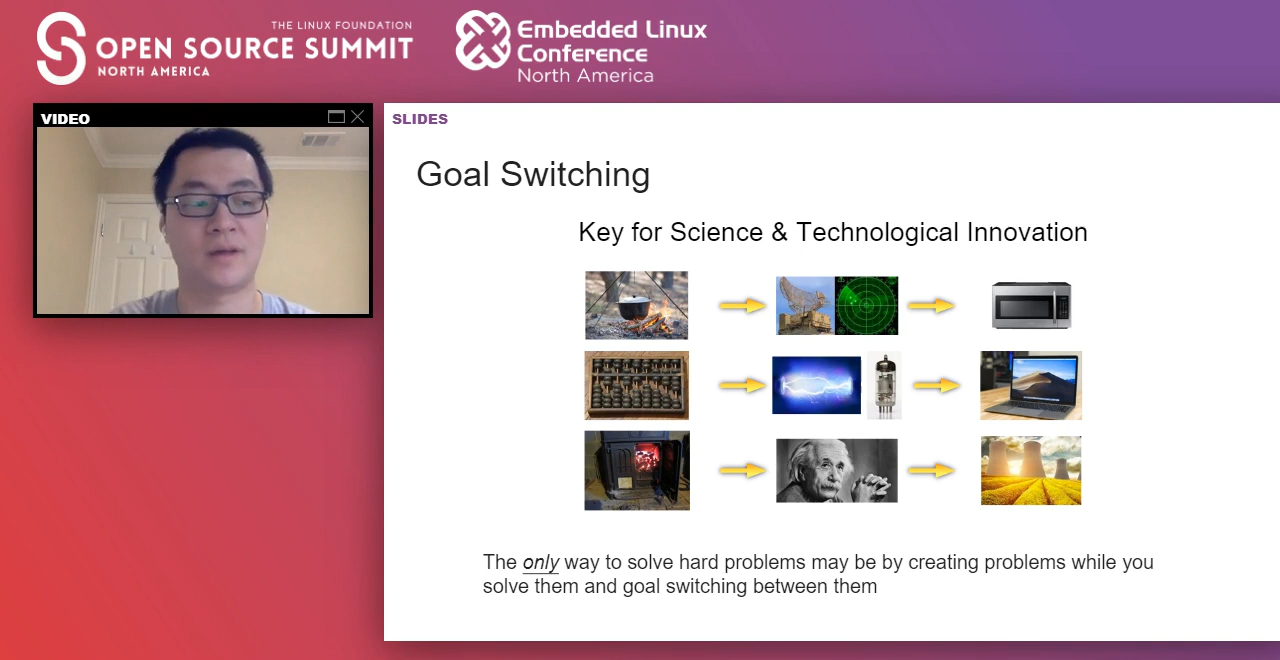 THE LINUX FOUNDATION
OPEN SOURCE SUMMIT
NORTH AMERICA
Embedded Linux
Conference
North America
VIDEO
SLIDES
Goal Switching
Key for Science & Technological Innovation
The only way to solve hard problems may be by creating problems while you
solve them and goal switching between them